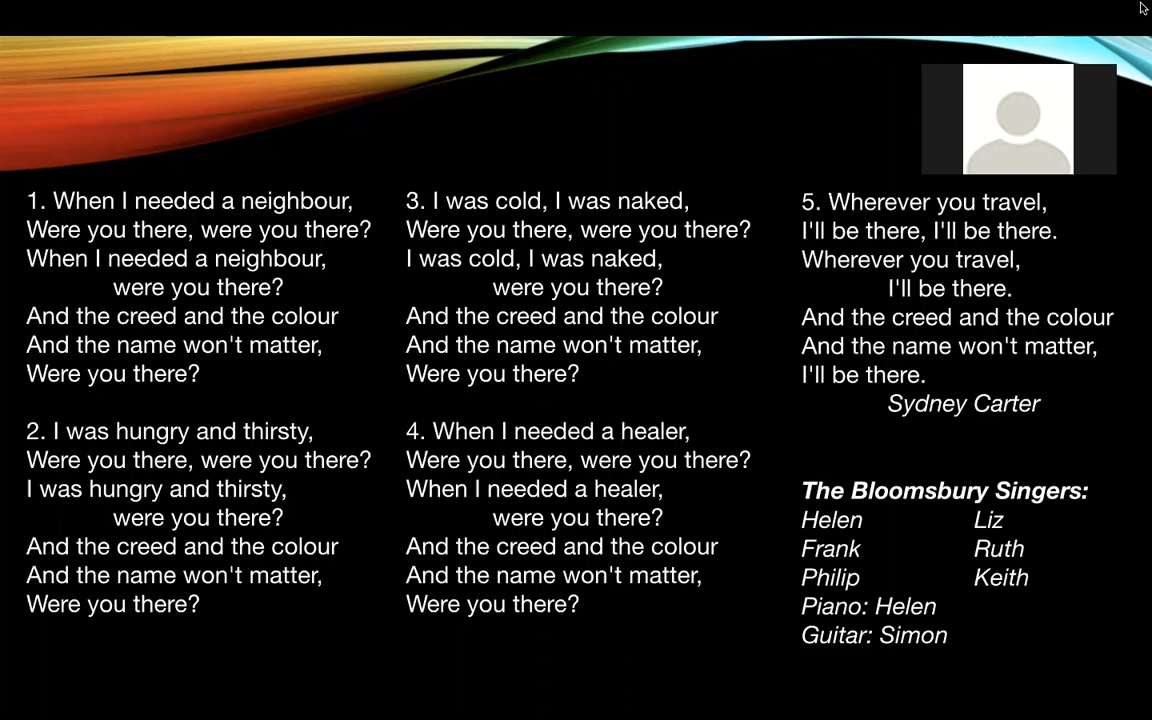 1. When I needed a neighbour,
Were you there, were you there?
When I needed a neighbour,
were you there?
And the creed and the colour
And the name won't matter,
Were you there?
2. I was hungry and thirsty,
Were you there, were you there?
I was hungry and thirsty,
were you there?
And the creed and the colour
And the name won't matter,
Were you there?
3. I was cold, I was naked,
Were you there, were you there?
I was cold, I was naked,
were you there?
And the creed and the colour
And the name won't matter,
Were you there?
4. When I needed a healer,
Were you there, were you there?
When I needed a healer,
were you there?
And the creed and the colour
And the name won't matter,
Were you there?
5. Wherever you travel,
I'll be there, I'll be there.
Wherever you travel,
I'll be there.
And the creed and the colour
And the name won't matter,
I'll be there.
Sydney Carter
The Bloomsbury Singers:
Helen Liz
Frank Ruth
Philip Keith
Piano: Helen
Guitar: Simon